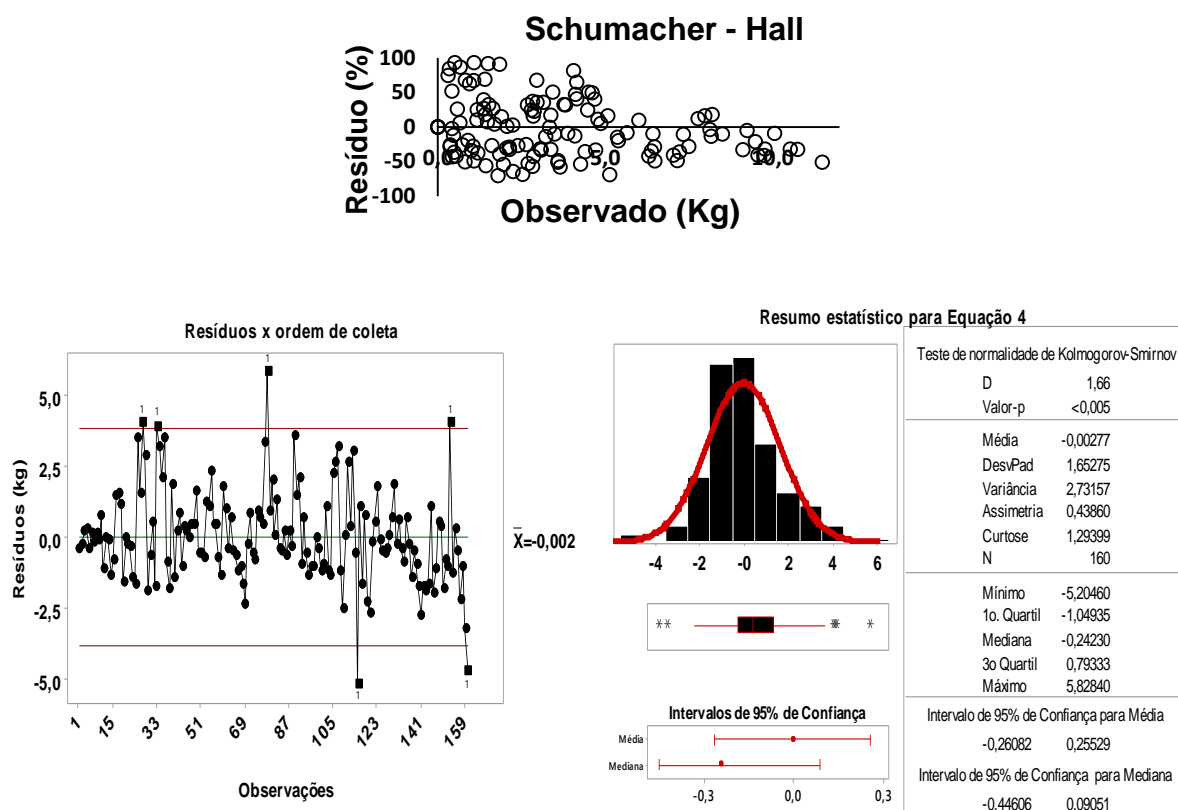 Schumacher - Hall
Resíduo (%)
100
50
0
-50
-100
0,0
5,0
10,0
Observado (Kg)
Resíduos x ordem de coleta
Resíduos (kg)
5,0
2,5
0,0
-2,5
-5,0
1
1
1
1
1
1
X̅=-0,002
1
15
33
51
69
87
105
123
141
159
Observações
Resumo estatístico para Equação 4
-4
-2
-0
2
4
6
Intervalos de 95% de Confiança
Média
Mediana
-0,3
0,0
0,3
Teste de normalidade de Kolmogorov-Smirnov
D 1,66
Valor-p <0,005
Média -0,00277
DesvPad 1,65275
Variância 2,73157
Assimetria 0,43860
Curtose 1,29399
N 160
Mínimo -5,20460
1o. Quartil -1,04935
Mediana -0,24230
3o Quartil 0,79333
Máximo 5,82840
Intervalo de 95% de Confiança para Média
-0,26082 0,25529
Intervalo de 95% de Confiança para Mediana
-0,44606 0,09051